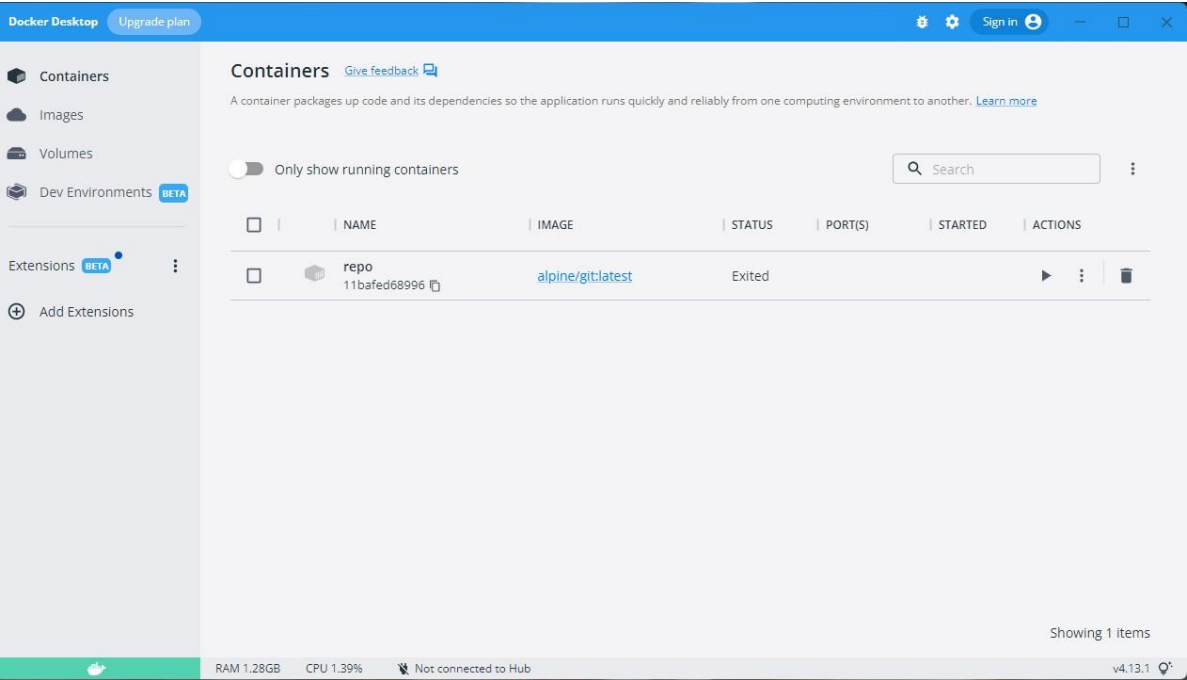 Docker Desktop Upgrade plan Sign in
Containers
Images
Volumes
Dev Environments BETA
Extensions BETA
Add Extensions
Containers Give feedback
A container packages up code and its dependencies so the application runs quickly and reliably from one computing environment to another. Learn more
Only show running containers Search
NAME IMAGE STATUS PORT(S) STARTED ACTIONS
repo
11bafed68996 alpine/git:latest Exited
Showing 1 items
RAM 1.28GB CPU 1.39% Not connected to Hub v4.13.1